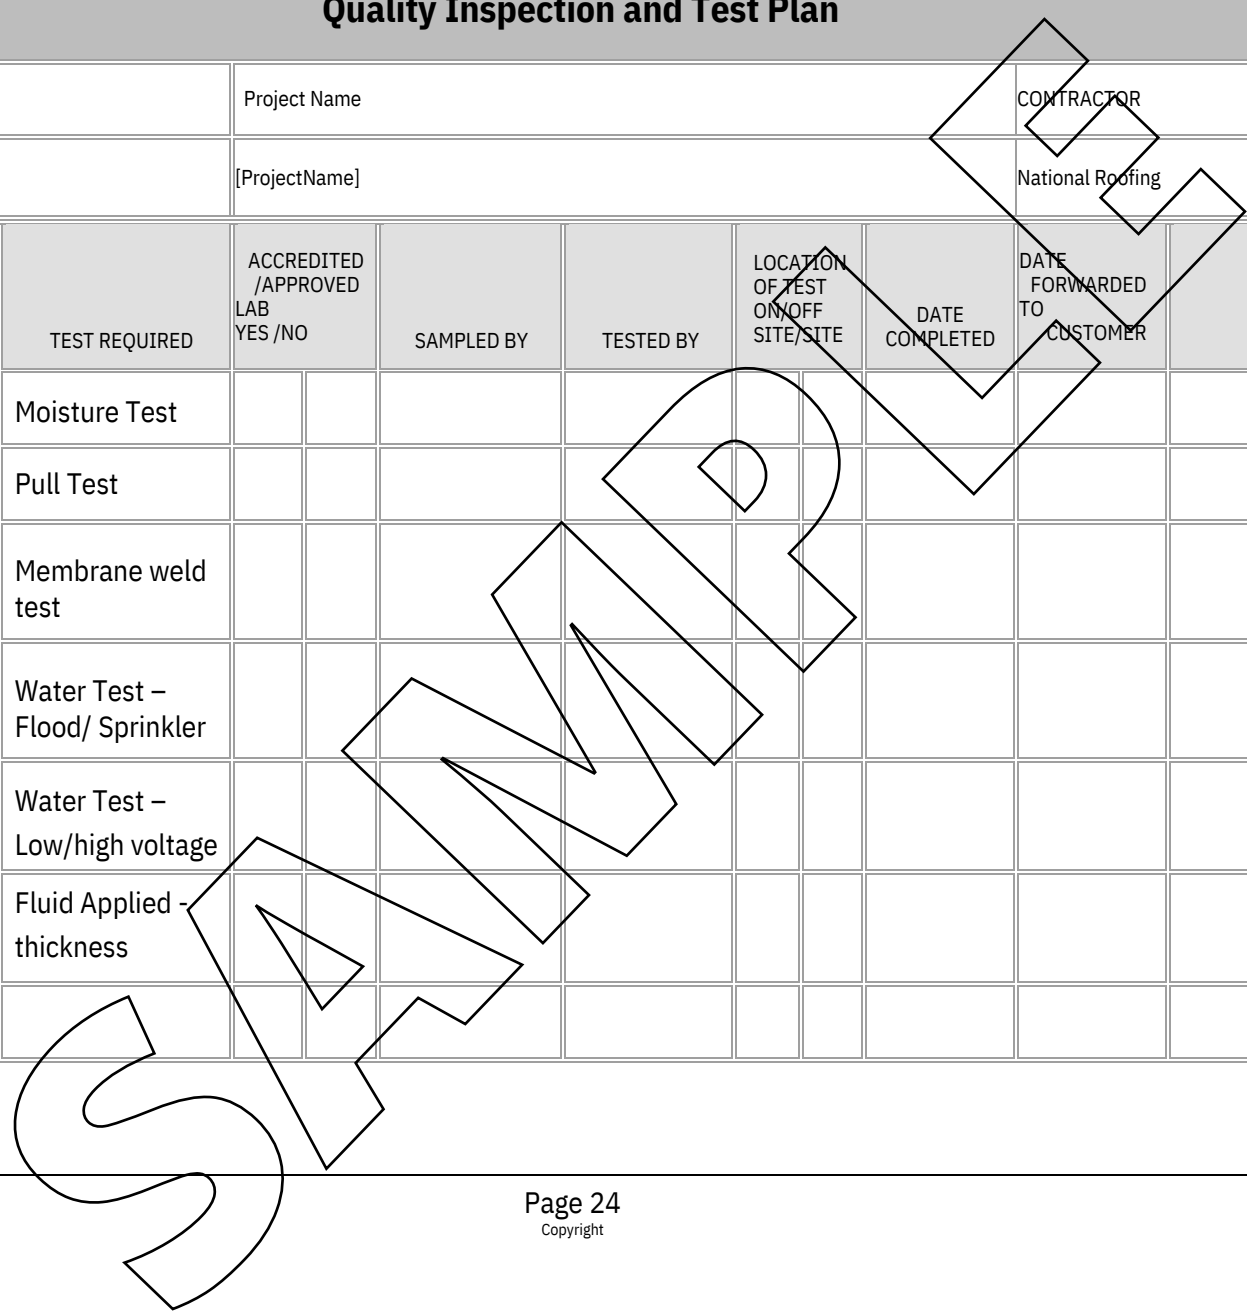 Quality Inspection and Test Plan
Project Name
CONTRACTOR
[ProjectName]
National Roofing
TEST REQUIRED
ACCREDITED
/APPROVED
LAB
YES /NO
SAMPLED BY
TESTED BY
LOCATION
OF TEST
ON/OFF
SITE/SITE
DATE
COMPLETED
DATE
FORWARDED
TO
CUSTOMER
Moisture Test
Pull Test
Membrane weld
test
Water Test –
Flood/ Sprinkler
Water Test –
Low/high voltage
Fluid Applied -
thickness
SAMPLE
Page 24
Copyright